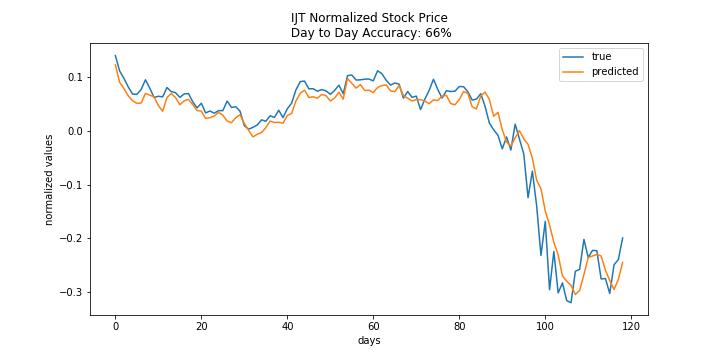 IJT Normalized Stock Price
Day to Day Accuracy: 66%
true
predicted
normalized values
0.1
0.0
−0.1
−0.2
−0.3
0
20
40
60
80
100
120
days